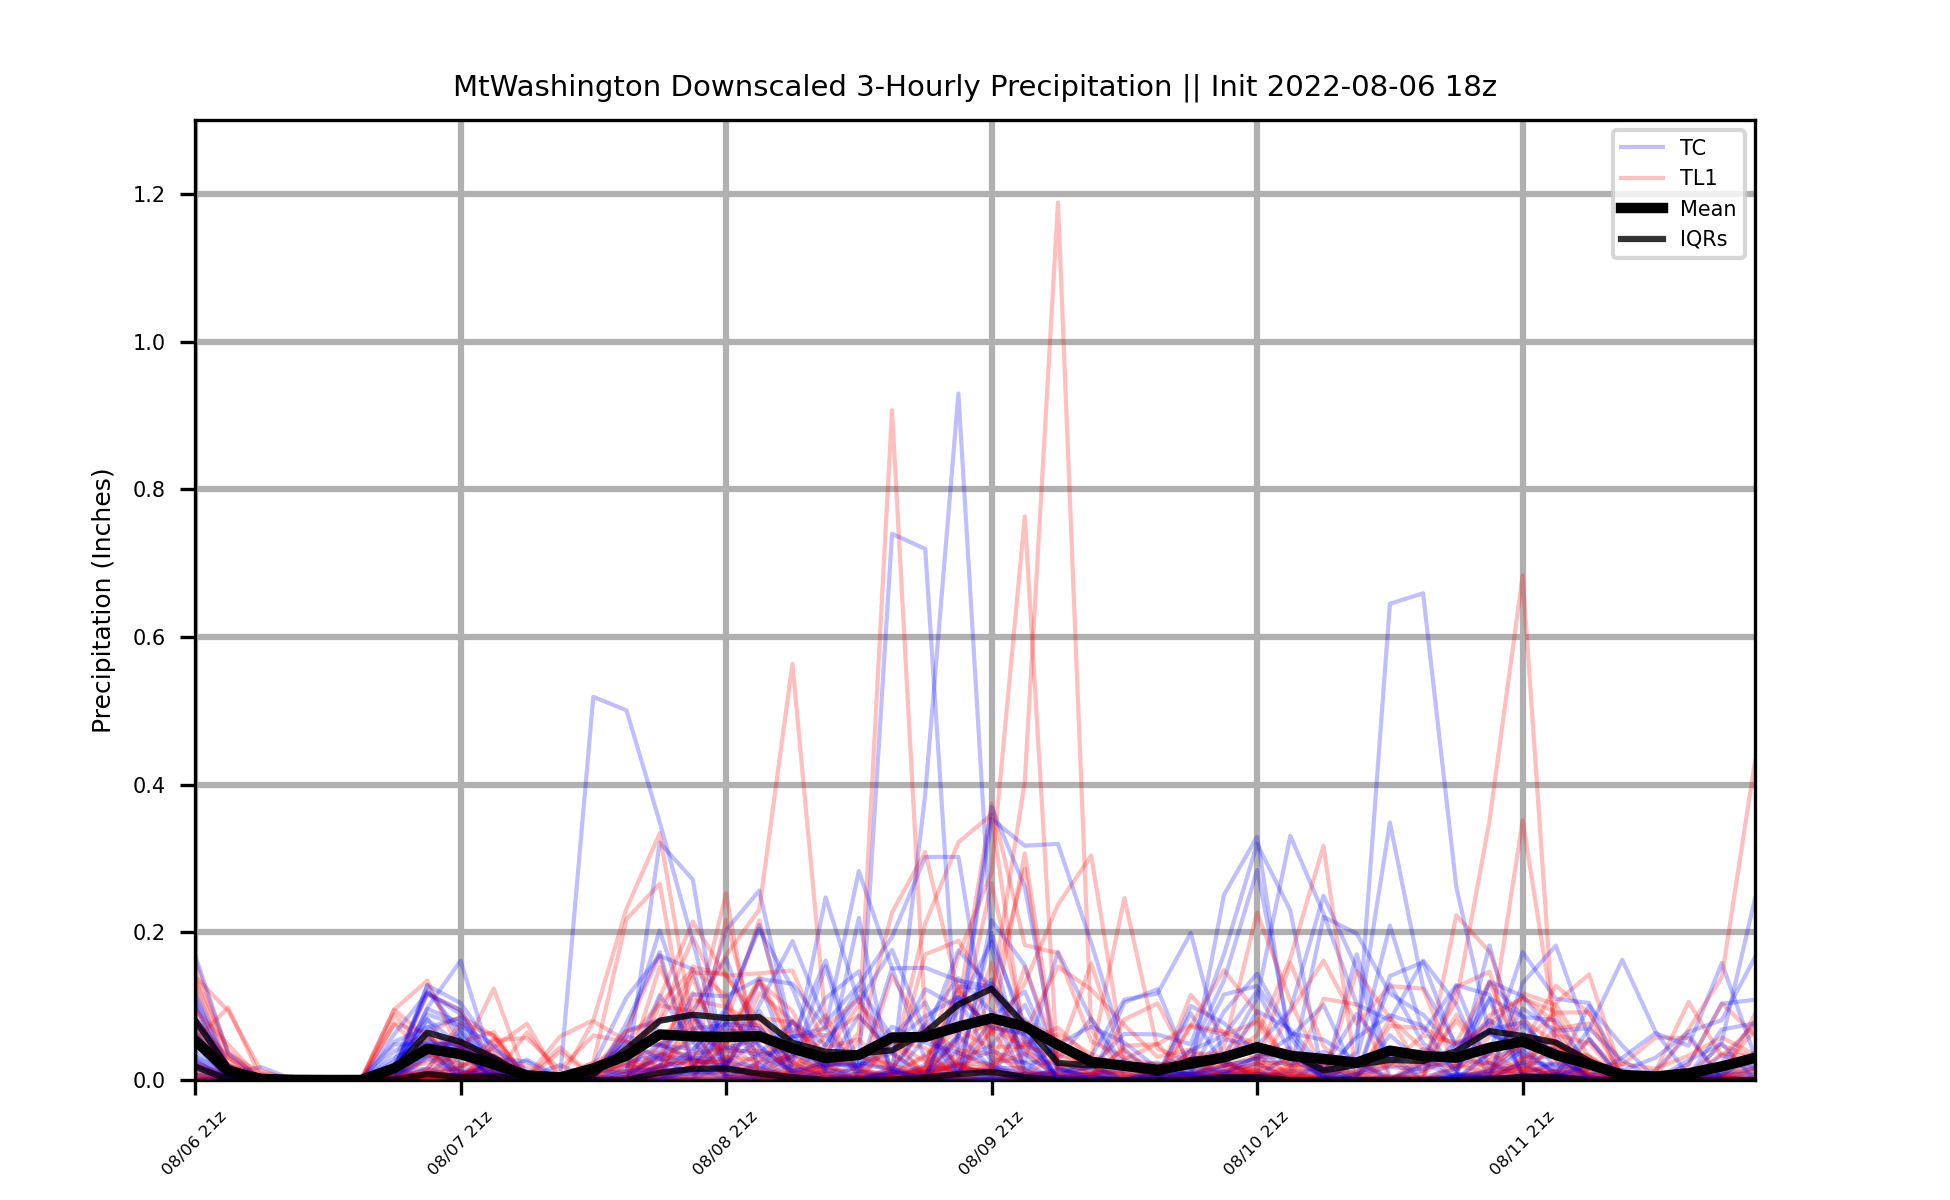 MtWashington Downscaled 3-Hourly Precipitation || Init 2022-08-06 18z
TC
TL1
Mean
IQRs
Precipitation (Inches)
1.2
1.0
0.8
0.6
0.4
0.2
0.0
08/06 21z
08/07 21z
08/08 21z
08/09 21z
08/10 21z
08/11 21z